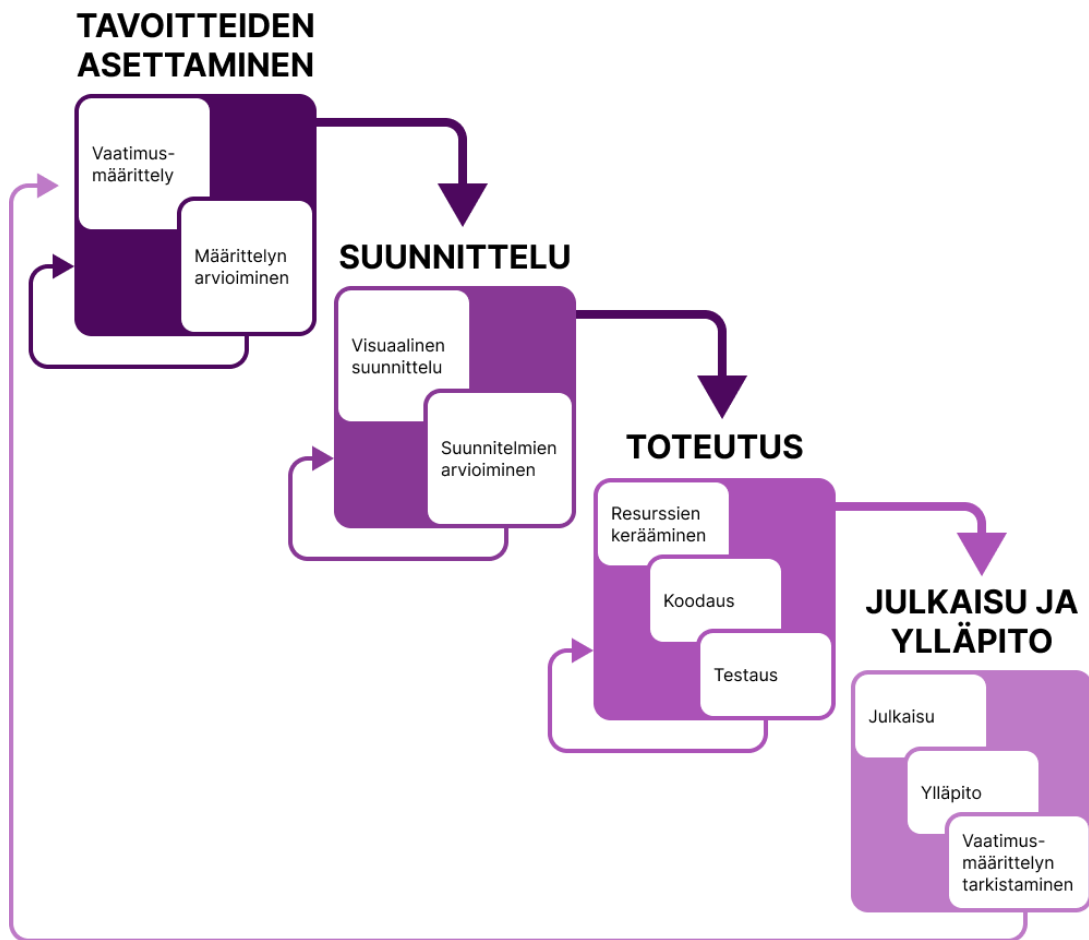 TAVOITTEIDEN
ASETTAMINEN
Vaatimus-
määrittely
Määrittelyn
arvioiminen
SUUNNITTELU
Visuaalinen
suunnittelu
Suunnitelmien
arvioiminen
TOTEUTUS
Resurssien
kerääminen
Koodaus
Testaus
JULKAISU JA
YLLÄPITO
Julkaisu
Ylläpito
Vaatimus-
määrittelyn
tarkistaminen